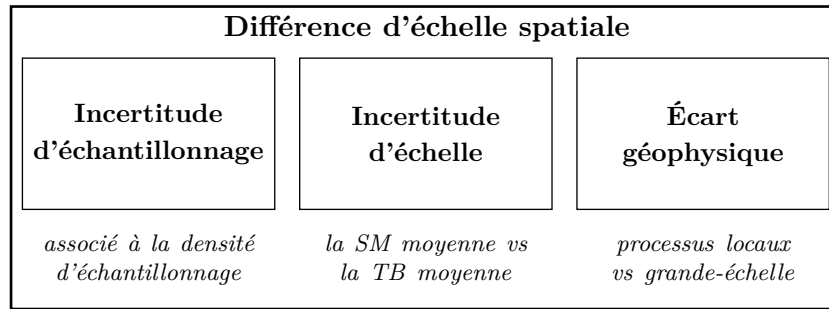 Différence d'échelle spatiale
Incertitude
d'échantillonnage
Incertitude
d'échelle
Écart
géophysique
associé à la densité
d'échantillonnage
la SM moyenne vs
la TB moyenne
processus locaux
vs grande-échelle